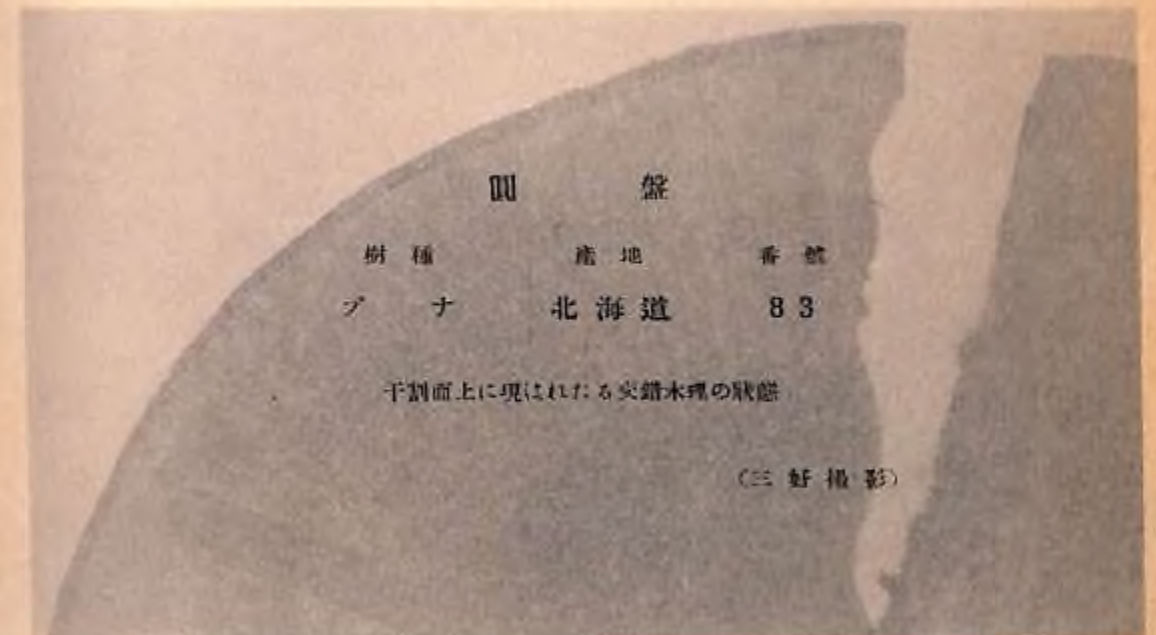 圓 盤
樹種 産地 番號
ブナ 北海道 83
干割面上に現はれたる交錯木理の狀態
(三好撮影)